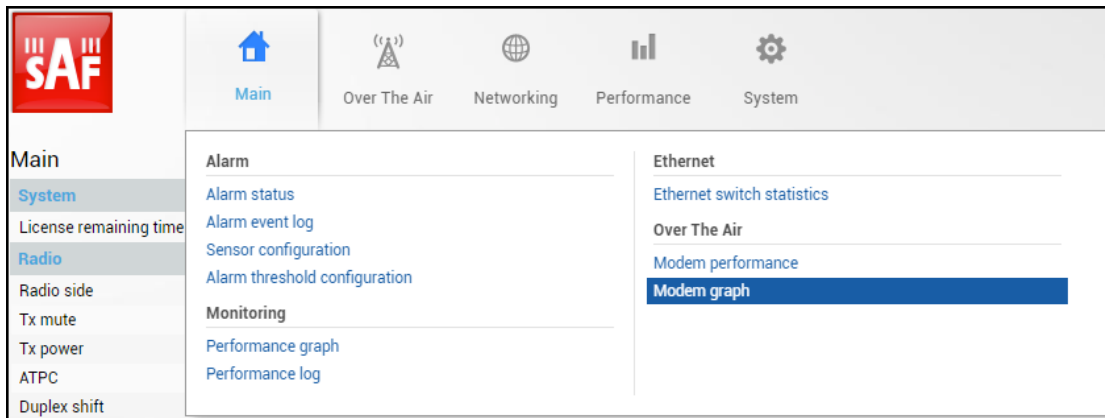 SAF
Main
Over The Air
Networking
Performance
System
Main
System
License remaining time
Radio
Radio side
Tx mute
Tx power
ATPC
Duplex shift
Alarm
Alarm status
Alarm event log
Sensor configuration
Alarm threshold configuration
Monitoring
Performance graph
Performance log
Ethernet
Ethernet switch statistics
Over The Air
Modem performance
Modem graph